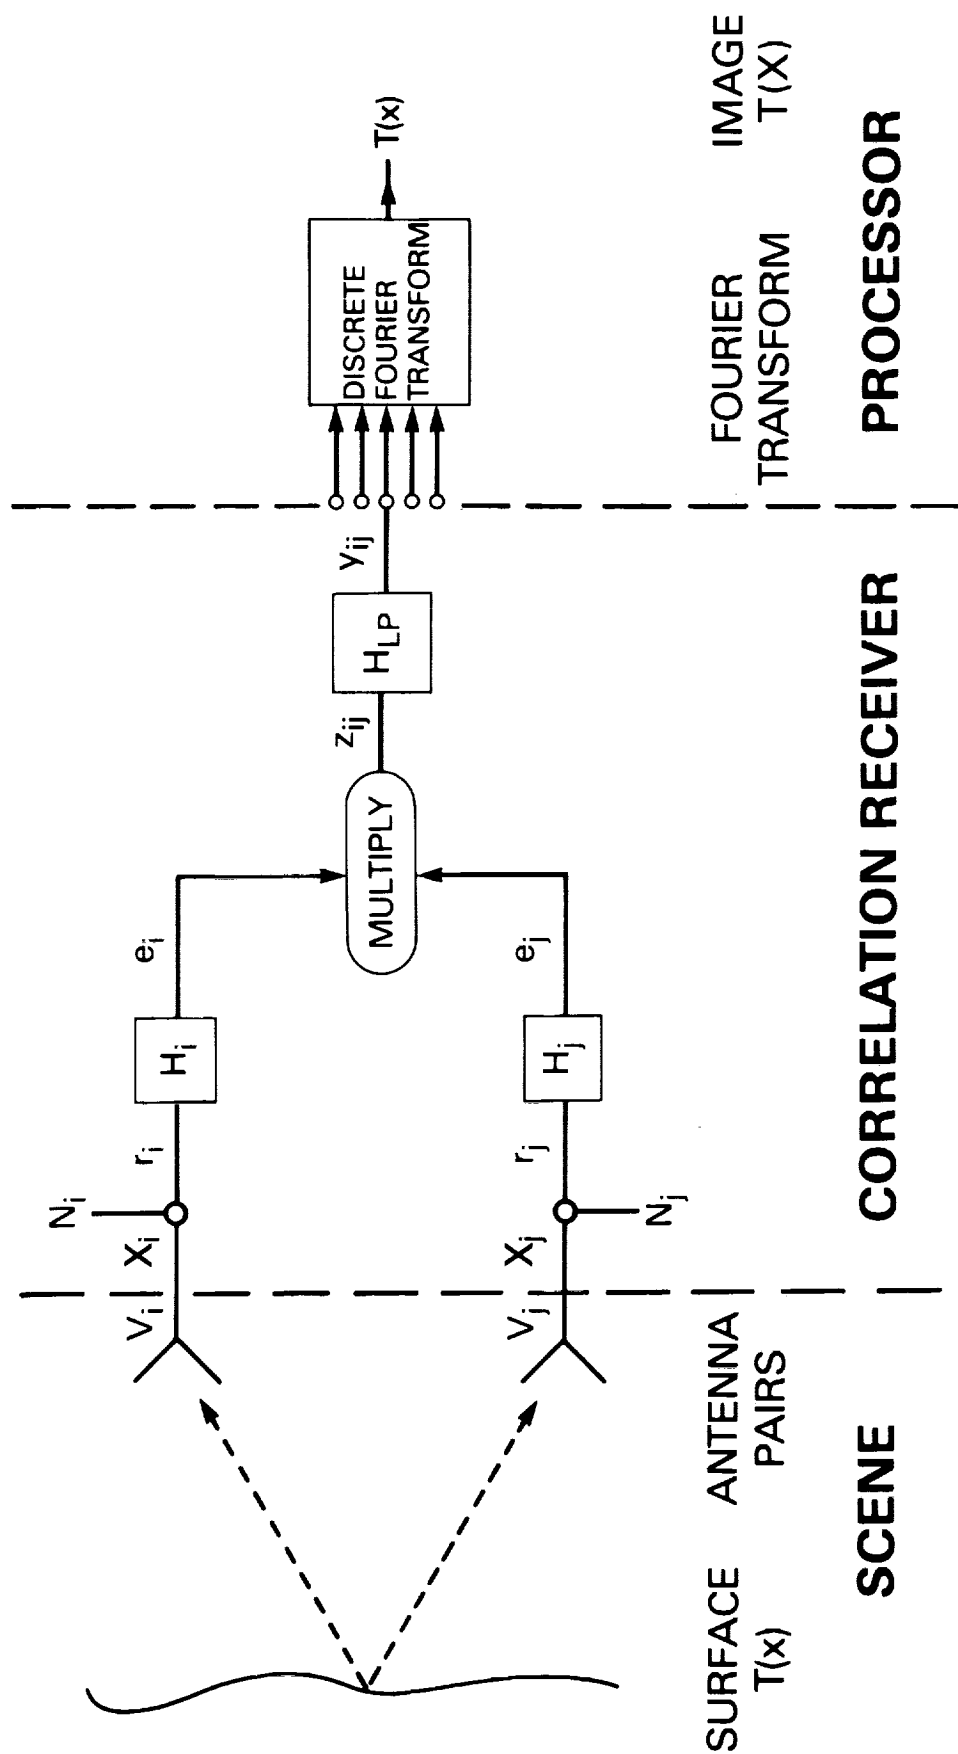 V_i
X_i
N_i
r_i
H_i
e_i
V_j
X_j
N_j
r_j
H_j
e_j
MULTIPLY
z_ij
H_LP
y_ij
DISCRETE
FOURIER
TRANSFORM
T(x)
SURFACE
T(x)
ANTENNA
PAIRS
FOURIER
TRANSFORM
IMAGE
T(X)
SCENE
CORRELATION RECEIVER
PROCESSOR